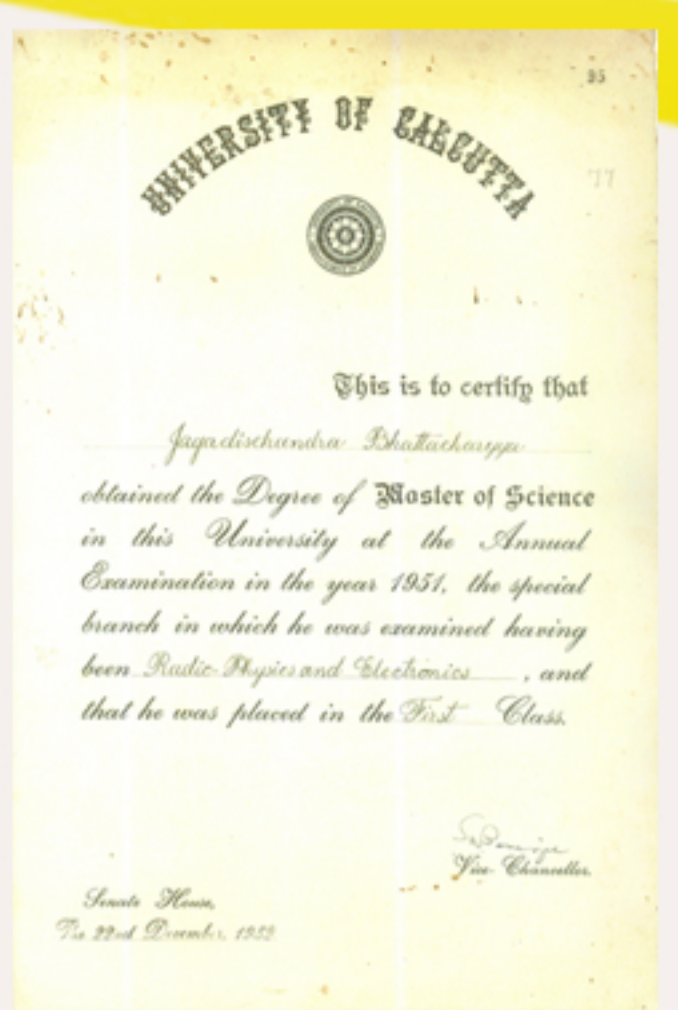 95
UNIVERSITY OF CALCUTTA
77
This is to certify that
Jagadischandra Bhattacharyya
obtained the Degree of Master of Science
in this University at the Annual
Examination in the year 1951, the special
branch in which he was examined having
been Radio Physics and Electronics, and
that he was placed in the First Class.
Vice-Chancellor.
Senate House,
The 22nd December, 1952